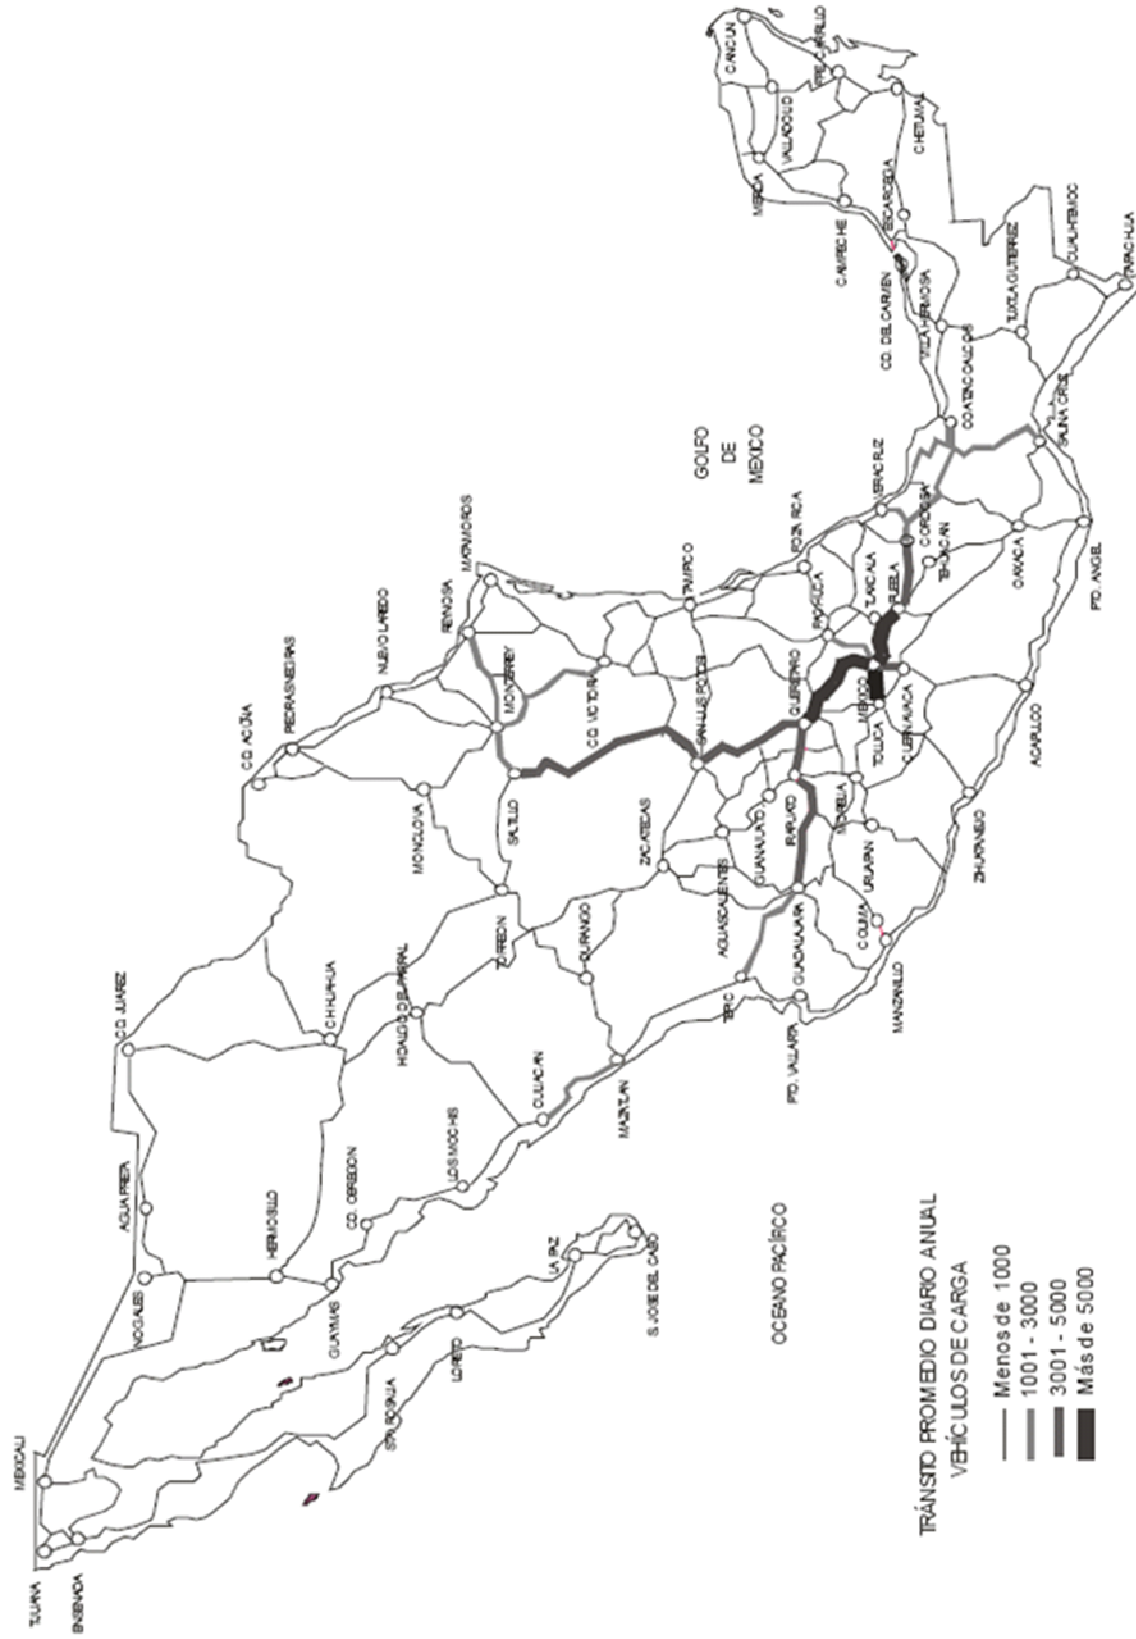 TIJUANA
MEXICALI
ENSENADA
NOGALES
AGUA PRIETA
CD. JUAREZ
HERMOSILLO
GUAYMAS
CD. OBREGON
CHIHUAHUA
STA. ROSALIA
LORETO
LA PAZ
S. JOSE DEL CABO
LOS MOCHIS
HIDALGO DEL PARRAL
CULIACAN
MAZATLAN
DURANGO
TORREON
CD. ACUÑA
PIEDRAS NEGRAS
NUEVO LAREDO
MONCLOVA
SALTILLO
MONTERREY
REYNOSA
MATAMOROS
CD. VICTORIA
ZACATECAS
SAN LUIS POTOSI
TAMPICO
AGUASCALIENTES
GUANAJUATO
TEPIC
PTO. VALLARTA
GUADALAJARA
IRAPUATO
QUERETARO
PACHUCA
POZA RICA
MANZANILLO
COLIMA
URUAPAN
MORELIA
TOLUCA
MEXICO
TLAXCALA
PUEBLA
CUERNAVACA
TEHUACAN
CORDOBA
VERACRUZ
ZIHUATANEJO
ACAPULCO
OAXACA
PTO. ANGEL
SALINA CRUZ
COATZACOALCOS
VILLAHERMOSA
CD. DEL CARMEN
TUXTLA GUTIERREZ
CUAUHTEMOC
TAPACHULA
CAMPECHE
ESCARCEGA
MERIDA
VALLADOLID
CANCUN
CHETUMAL
GOLFO
DE
MEXICO
OCEANO PACÍFICO
TRÁNSITO PROMEDIO DIARIO ANUAL
VEHÍCULOS DE CARGA
Menos de 1000
1001 - 3000
3001 - 5000
Más de 5000